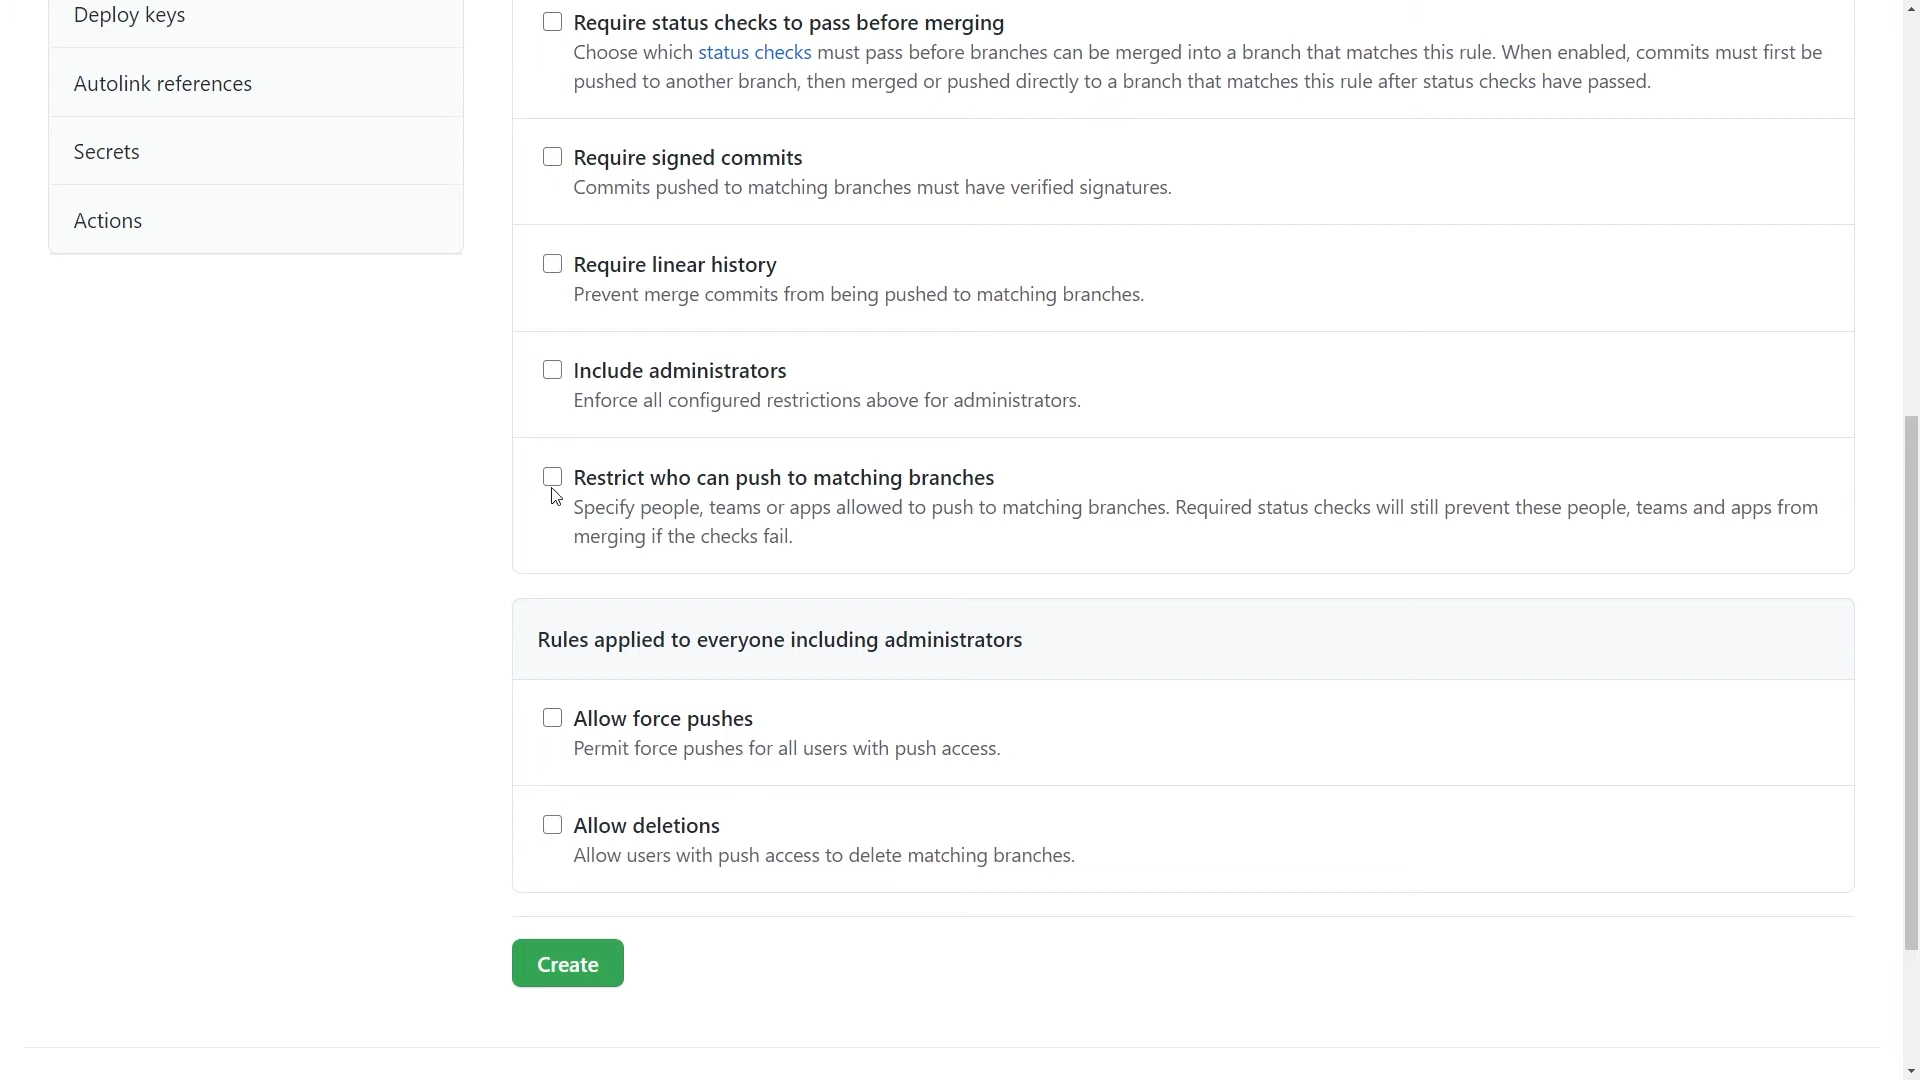 Deploy keys
Autolink references
Secrets
Actions
Require status checks to pass before merging
Choose which status checks must pass before branches can be merged into a branch that matches this rule. When enabled, commits must first be
pushed to another branch, then merged or pushed directly to a branch that matches this rule after status checks have passed.
Require signed commits
Commits pushed to matching branches must have verified signatures.
Require linear history
Prevent merge commits from being pushed to matching branches.
Include administrators
Enforce all configured restrictions above for administrators.
Restrict who can push to matching branches
Specify people, teams or apps allowed to push to matching branches. Required status checks will still prevent these people, teams and apps from
merging if the checks fail.
Rules applied to everyone including administrators
Allow force pushes
Permit force pushes for all users with push access.
Allow deletions
Allow users with push access to delete matching branches.
Create